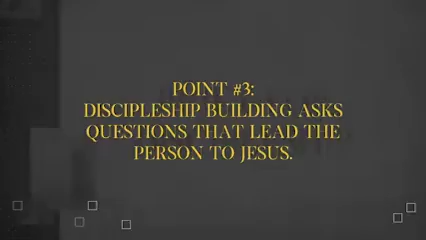 POINT #3:
DISCIPLESHIP BUILDING ASKS
QUESTIONS THAT LEAD THE
PERSON TO JESUS.